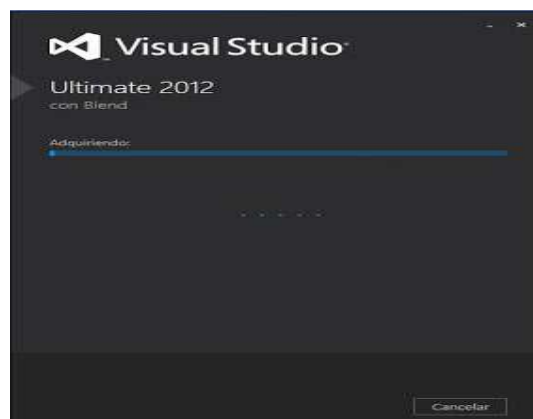 Visual Studio
Ultimate 2012
con Blend
Adquiriendo:
Cancelar